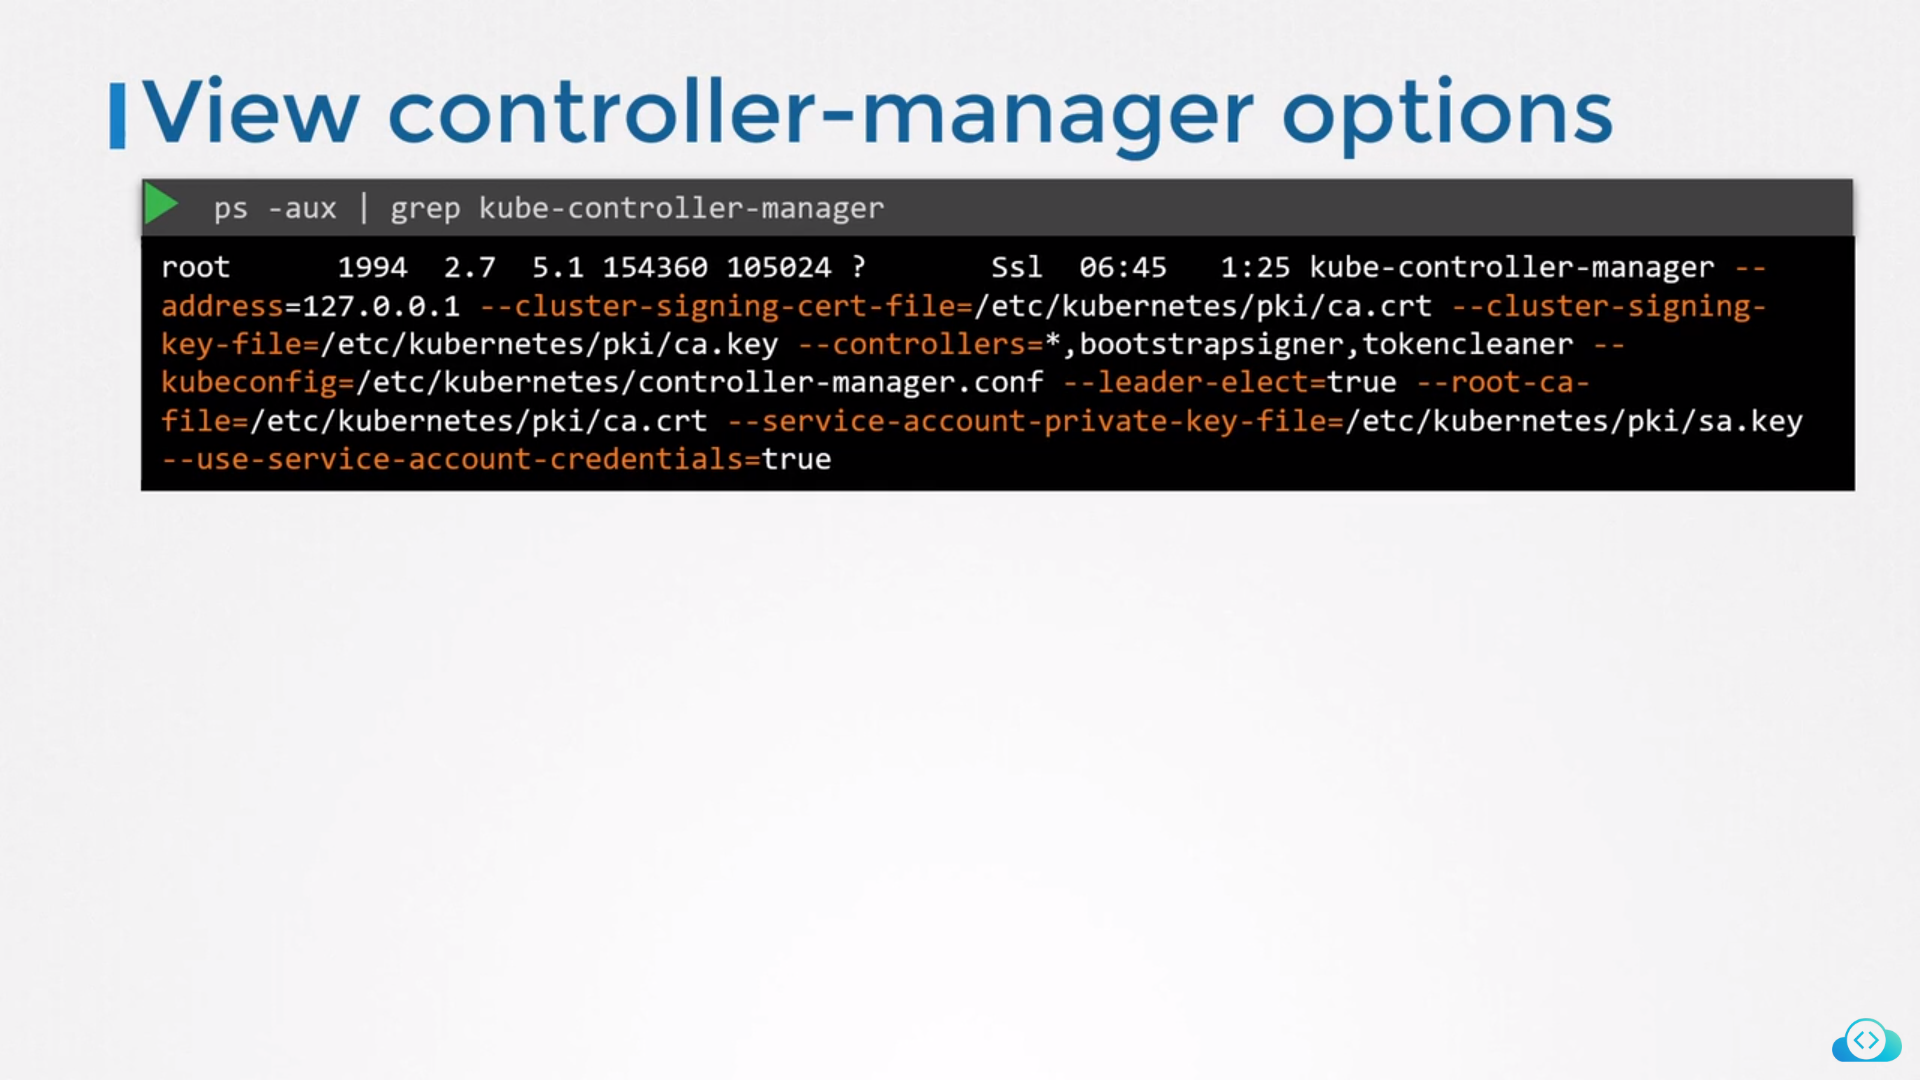 View controller-manager options
ps -aux | grep kube-controller-manager
root      1994  2.7  5.1 154360 105024 ?       Ssl  06:45   1:25 kube-controller-manager --
address=127.0.0.1 --cluster-signing-cert-file=/etc/kubernetes/pki/ca.crt --cluster-signing-
key-file=/etc/kubernetes/pki/ca.key --controllers=*,bootstrapsigner,tokencleaner --
kubeconfig=/etc/kubernetes/controller-manager.conf --leader-elect=true --root-ca-
file=/etc/kubernetes/pki/ca.crt --service-account-private-key-file=/etc/kubernetes/pki/sa.key
--use-service-account-credentials=true